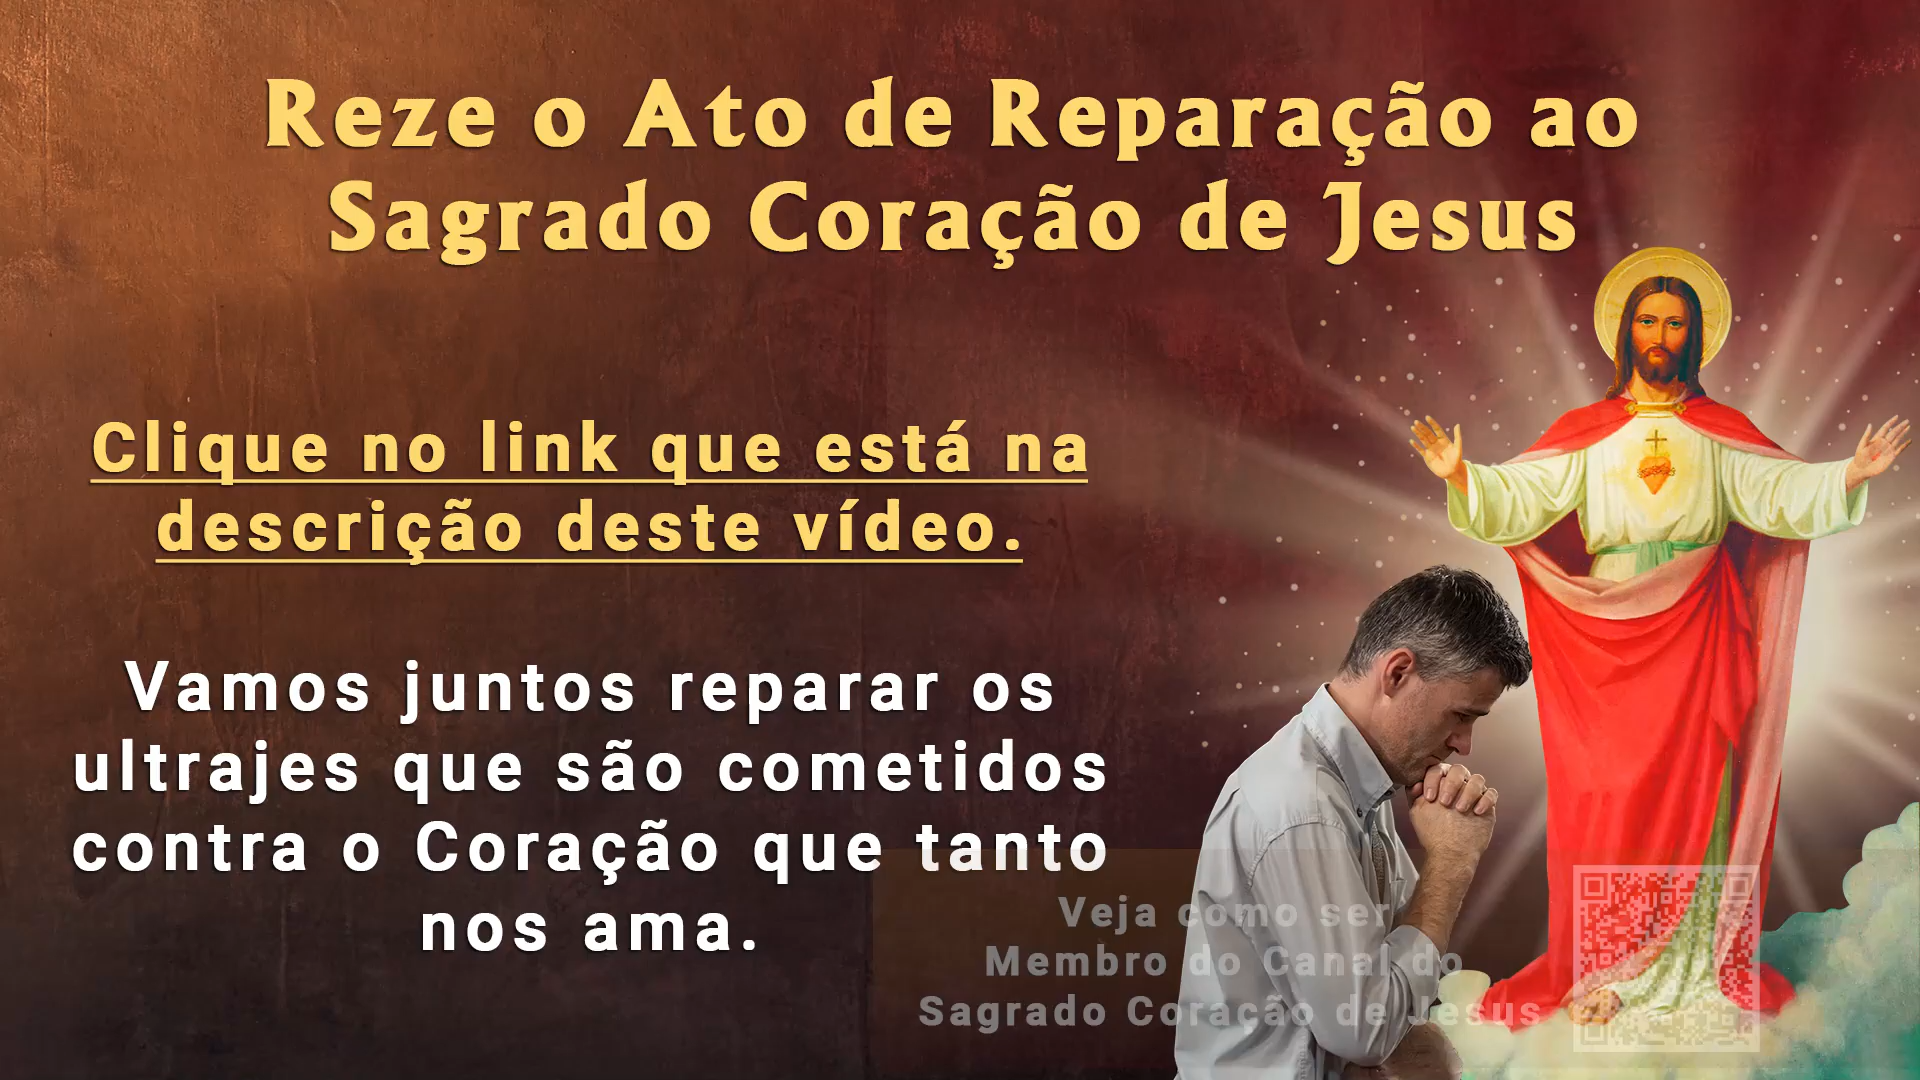 Reze o Ato de Reparação ao
Sagrado Coração de Jesus
Clique no link que está na
descrição deste vídeo.
Vamos juntos reparar os
ultrajes que são cometidos
contra o Coração que tanto
nos ama.
Veja como ser
Membro do Canal do
Sagrado Coração de Jesus